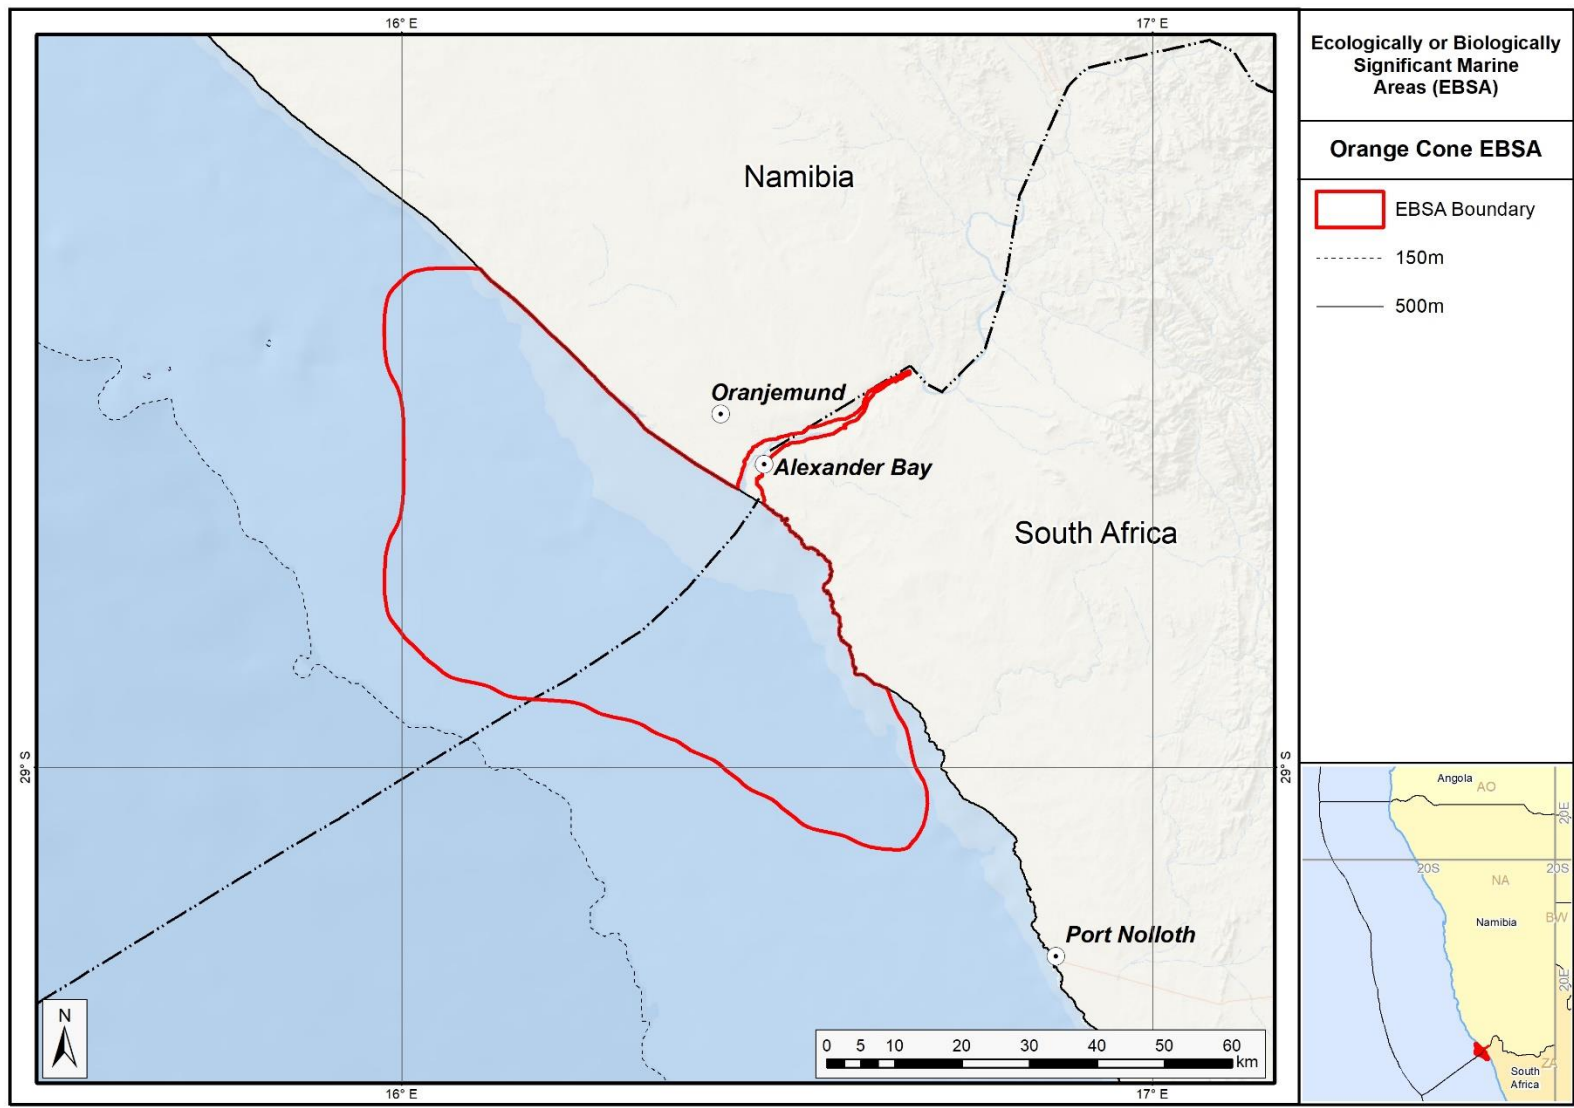 16° E
17° E
Ecologically or Biologically
Significant Marine
Areas (EBSA)
Orange Cone EBSA
EBSA Boundary
150m
500m
Namibia
Oranjemund
Alexander Bay
South Africa
29° S
29° S
Port Nolloth
N
0 5 10 20 30 40 50 60
km
16° E
17° E
Angola
AO
20E
20S
20S
NA
BW
Namibia
20E
ZA
South
Africa